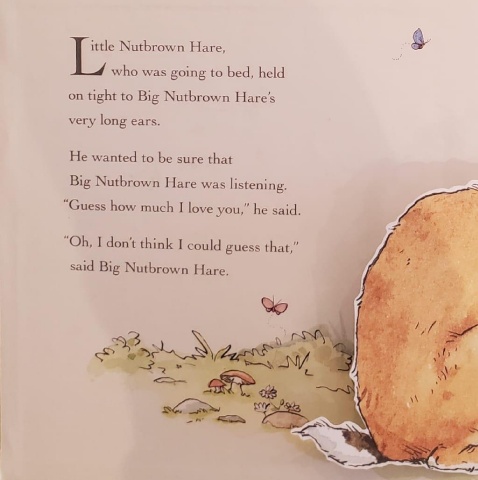 Little Nutbrown Hare,
who was going to bed, held
on tight to Big Nutbrown Hare's
very long ears.
He wanted to be sure that
Big Nutbrown Hare was listening.
“Guess how much I love you,” he said.
“Oh, I don't think I could guess that,”
said Big Nutbrown Hare.